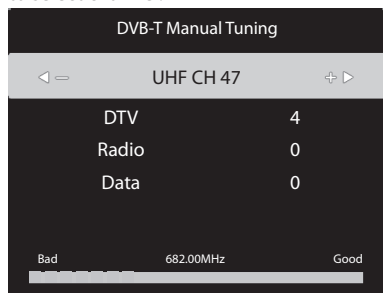 DVB-T Manual Tuning
UHF CH 47
DTV 4
Radio 0
Data 0
Bad 682.00MHz Good